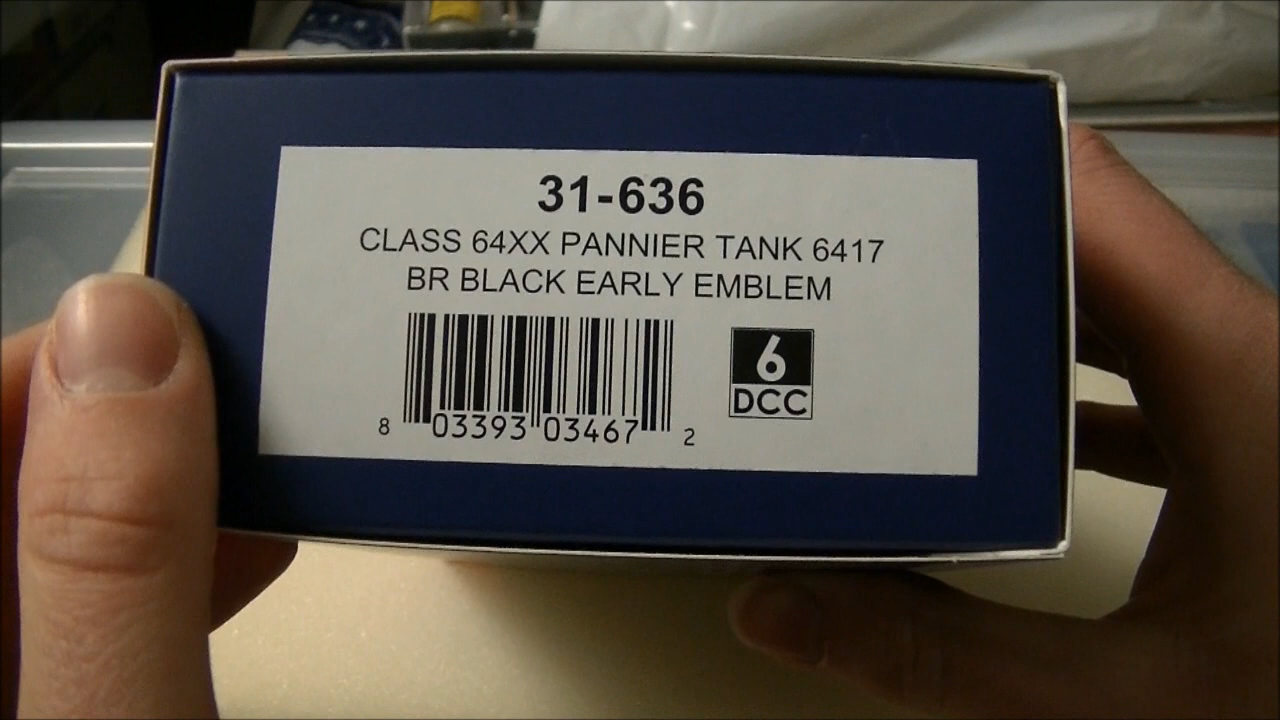 31-636
CLASS 64XX PANNIER TANK 6417
BR BLACK EARLY EMBLEM
8 03393 03467 2
6
DCC